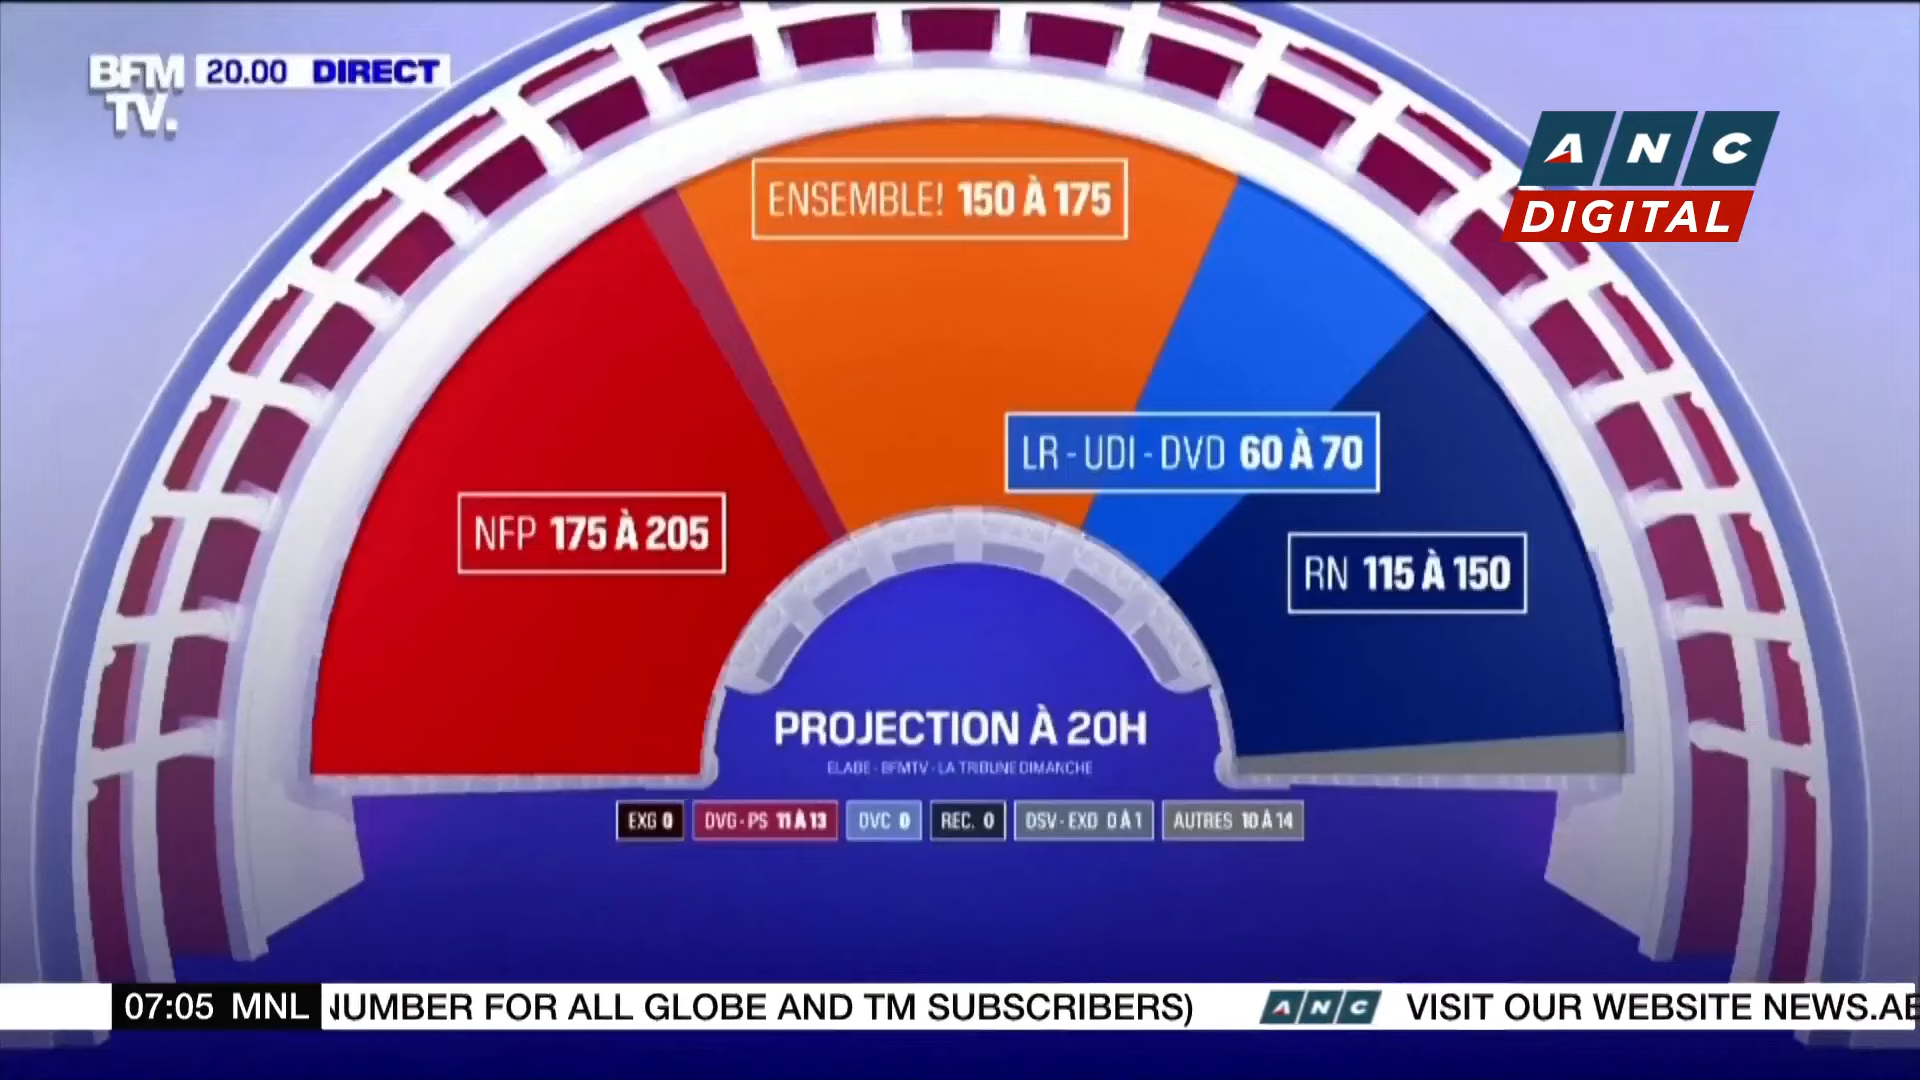 BFM 20.00 DIRECT
TV.
ANC
DIGITAL
ENSEMBLE! 150 À 175
LR - UDI - DVD 60 À 70
NFP 175 À 205
RN 115 À 150
PROJECTION À 20H
ELABE - BFMTV - LA TRIBUNE DIMANCHE
EXG 0 DVG - PS 11 À 13 DVC 0 REC. 0 DSV - EXD 0 À 1 AUTRES 10 À 14
07:05 MNL NUMBER FOR ALL GLOBE AND TM SUBSCRIBERS) ANC VISIT OUR WEBSITE NEWS.AB